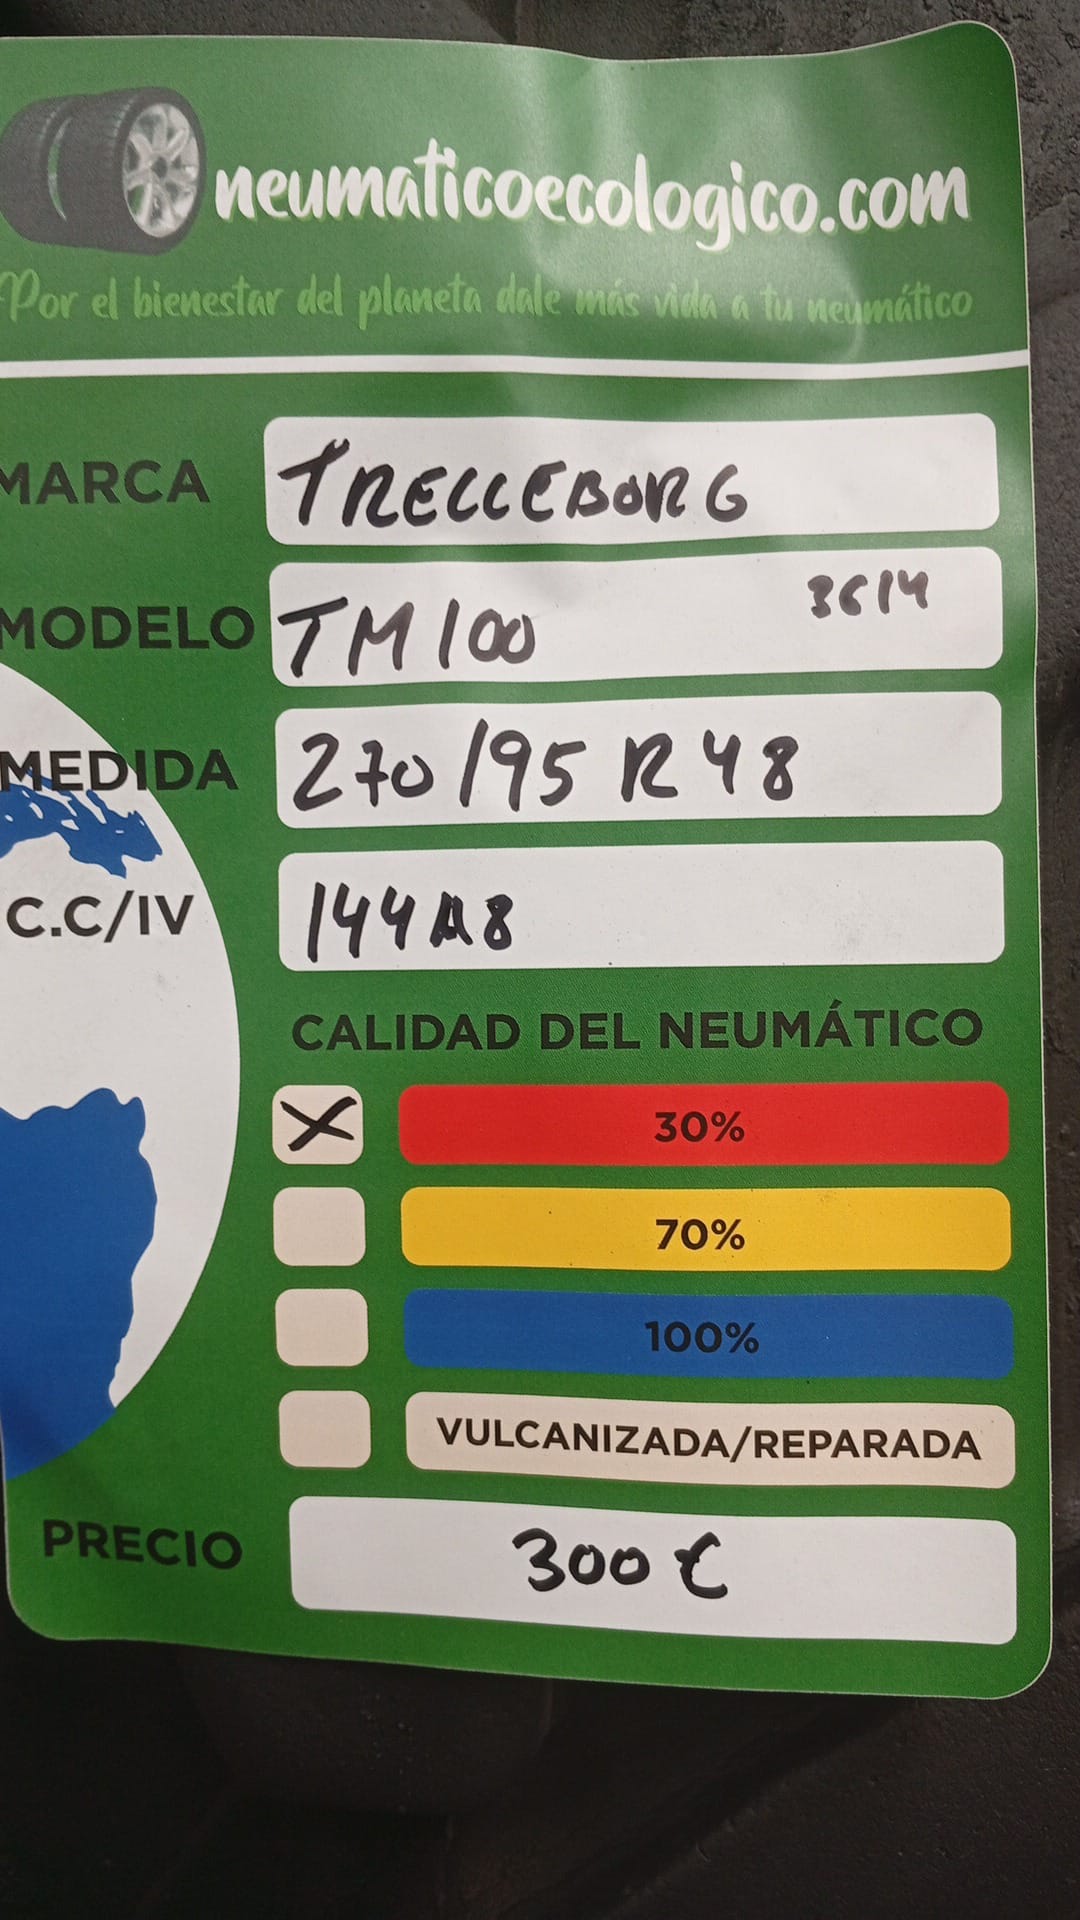 neumaticoecologico.com
Por el bienestar del planeta dale más vida a tu neumático
MARCA TRELLEBORG
MODELO TM100 3614
MEDIDA 270/95 R48
C.C/IV 144A8
CALIDAD DEL NEUMÁTICO
X 30%
70%
100%
VULCANIZADA/REPARADA
PRECIO 300 €